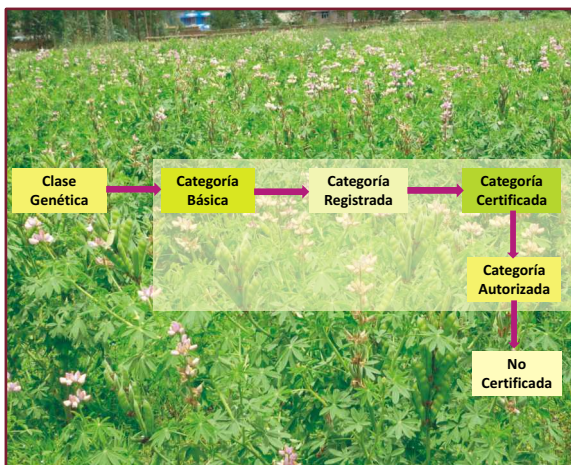 Clase
Genética
Categoría
Básica
Categoría
Registrada
Categoría
Certificada
Categoría
Autorizada
No
Certificada